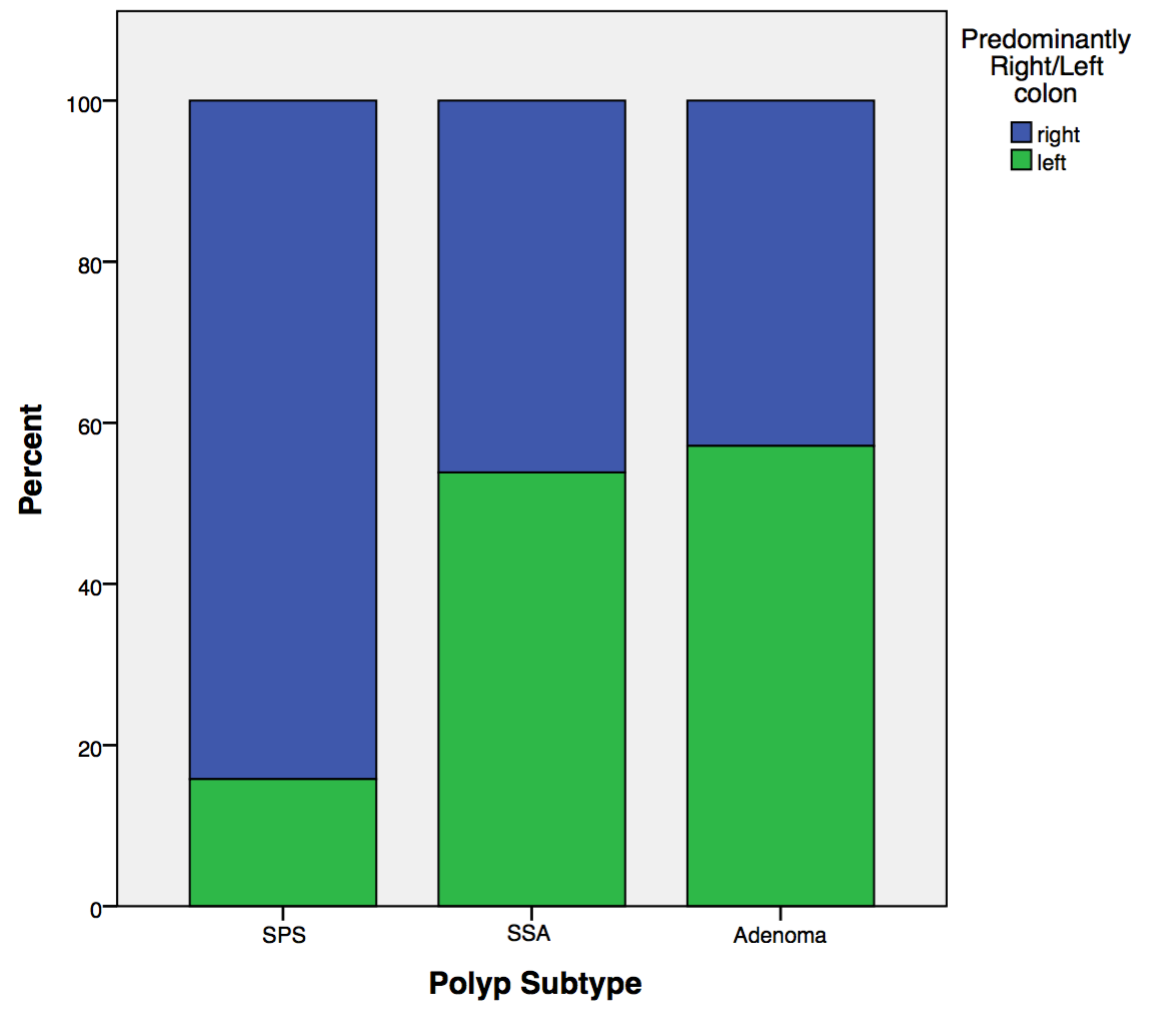 Predominantly
Right/Left
colon
right
left
100
80
60
40
20
0
Percent
SPS
SSA
Adenoma
Polyp Subtype